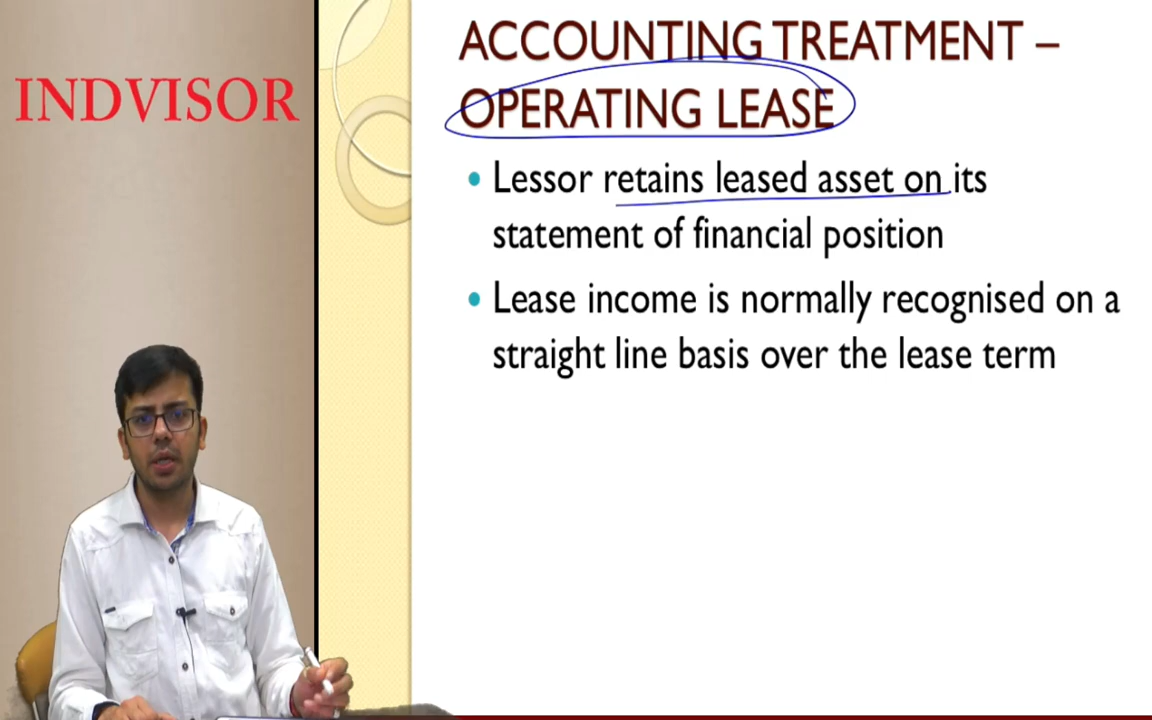 INDVISOR
ACCOUNTING TREATMENT –
OPERATING LEASE
• Lessor retains leased asset on its
statement of financial position
• Lease income is normally recognised on a
straight line basis over the lease term